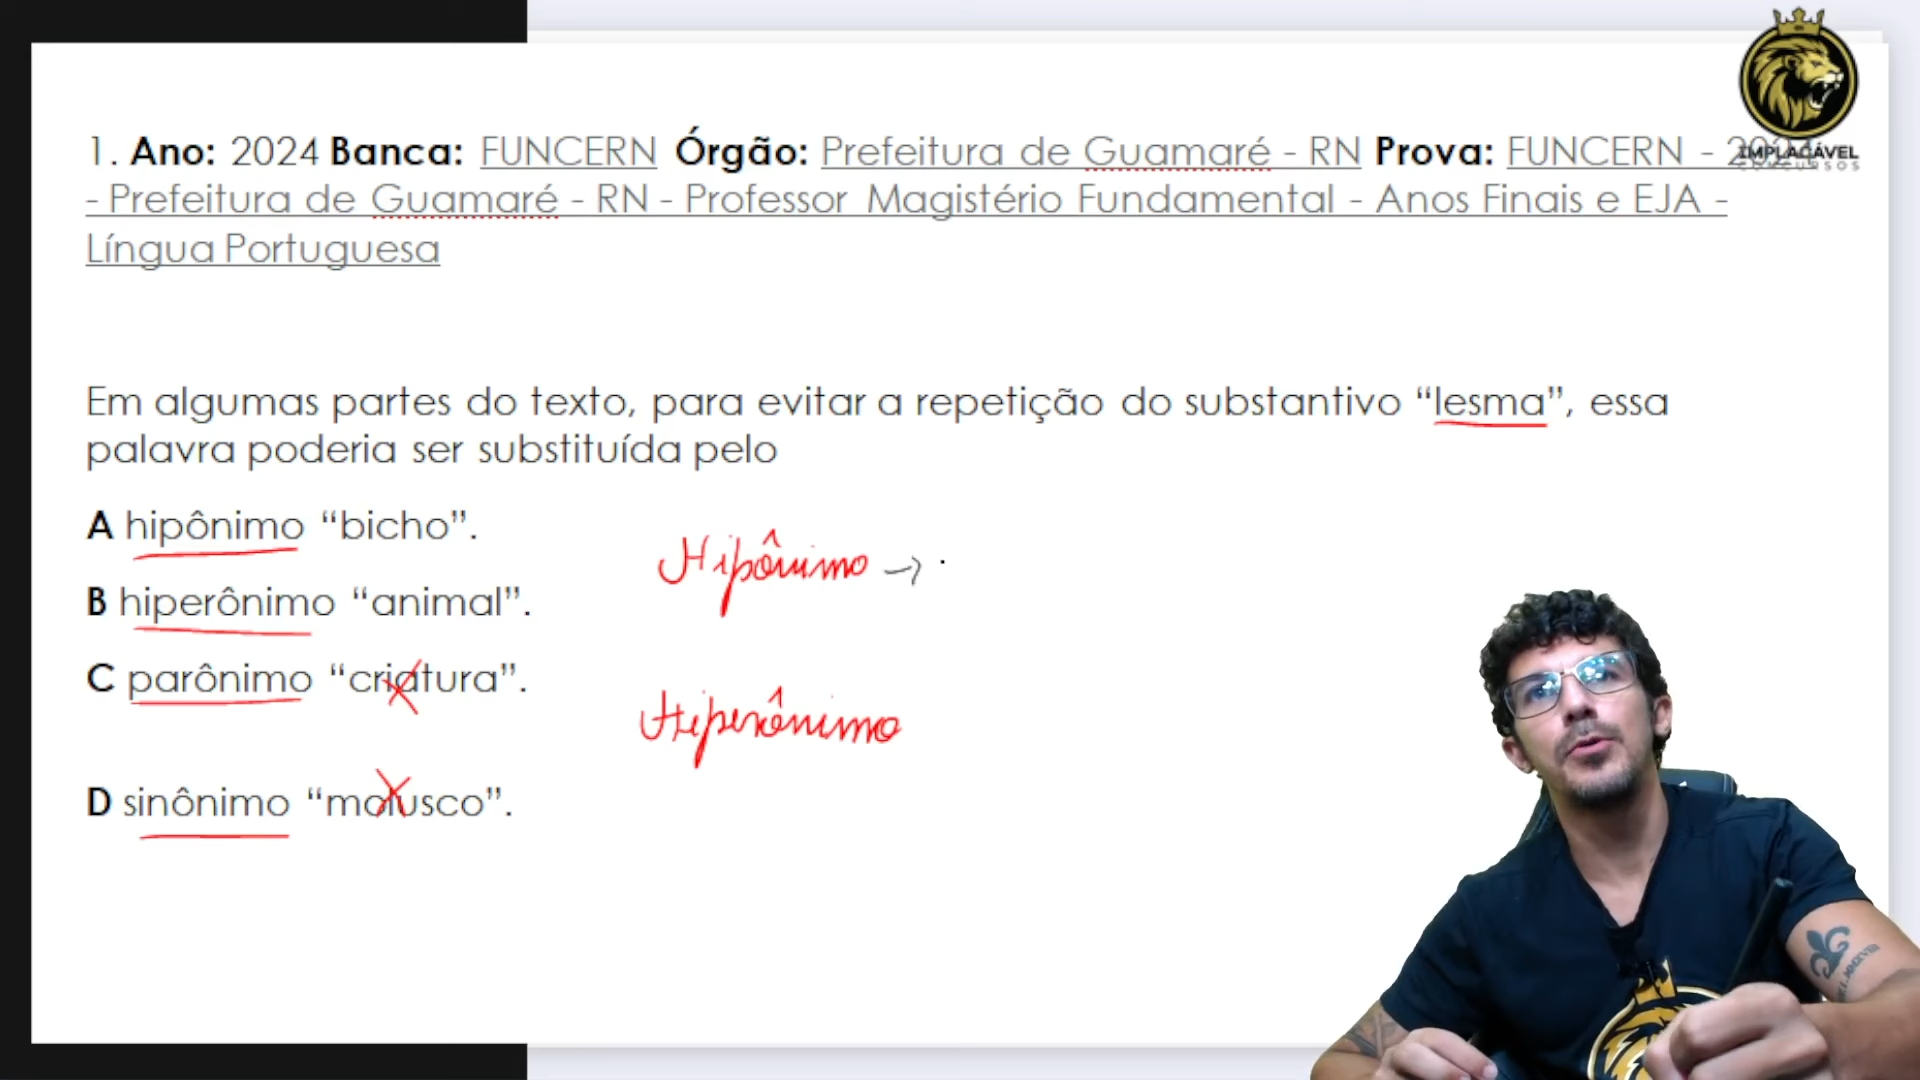 IMPLACÁVEL
CONCURSOS
1. Ano: 2024 Banca: FUNCERN Órgão: Prefeitura de Guamaré - RN Prova: FUNCERN - 2024
- Prefeitura de Guamaré - RN - Professor Magistério Fundamental - Anos Finais e EJA -
Língua Portuguesa
Em algumas partes do texto, para evitar a repetição do substantivo “lesma”, essa
palavra poderia ser substituída pelo
A hipônimo “bicho”.
B hiperônimo “animal”.
C parônimo “criatura”.
D sinônimo “molusco”.
Hipônimo →
Hiperônimo